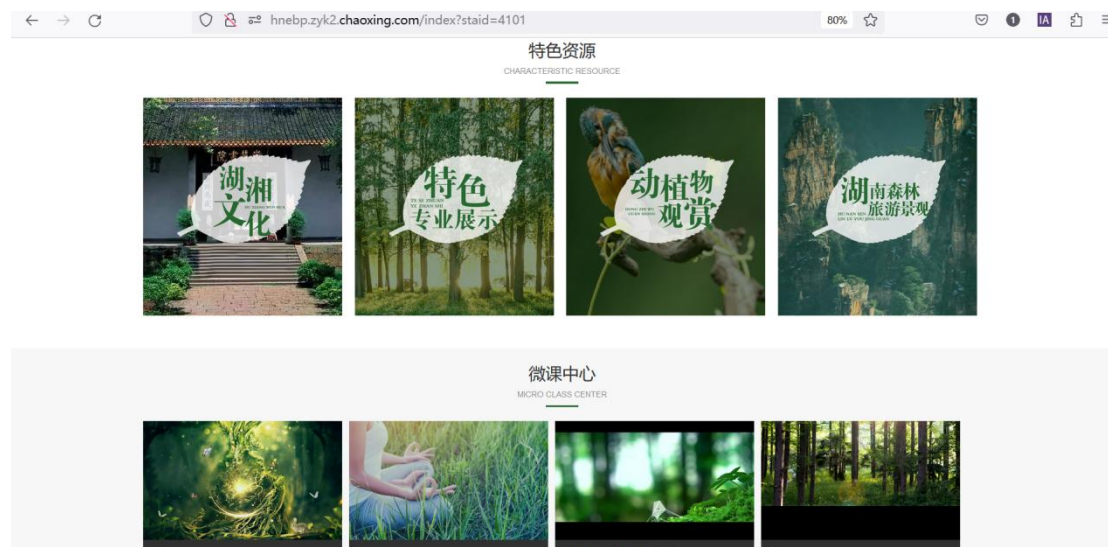 hnebp.zyk2.chaoxing.com/index?staid=4101
80%
1
IA
特色资源
CHARACTERISTIC RESOURCE
湖湘
文化
特色
专业展示
动植物
观赏
湖南森林
旅游景观
微课中心
MICRO CLASS CENTER